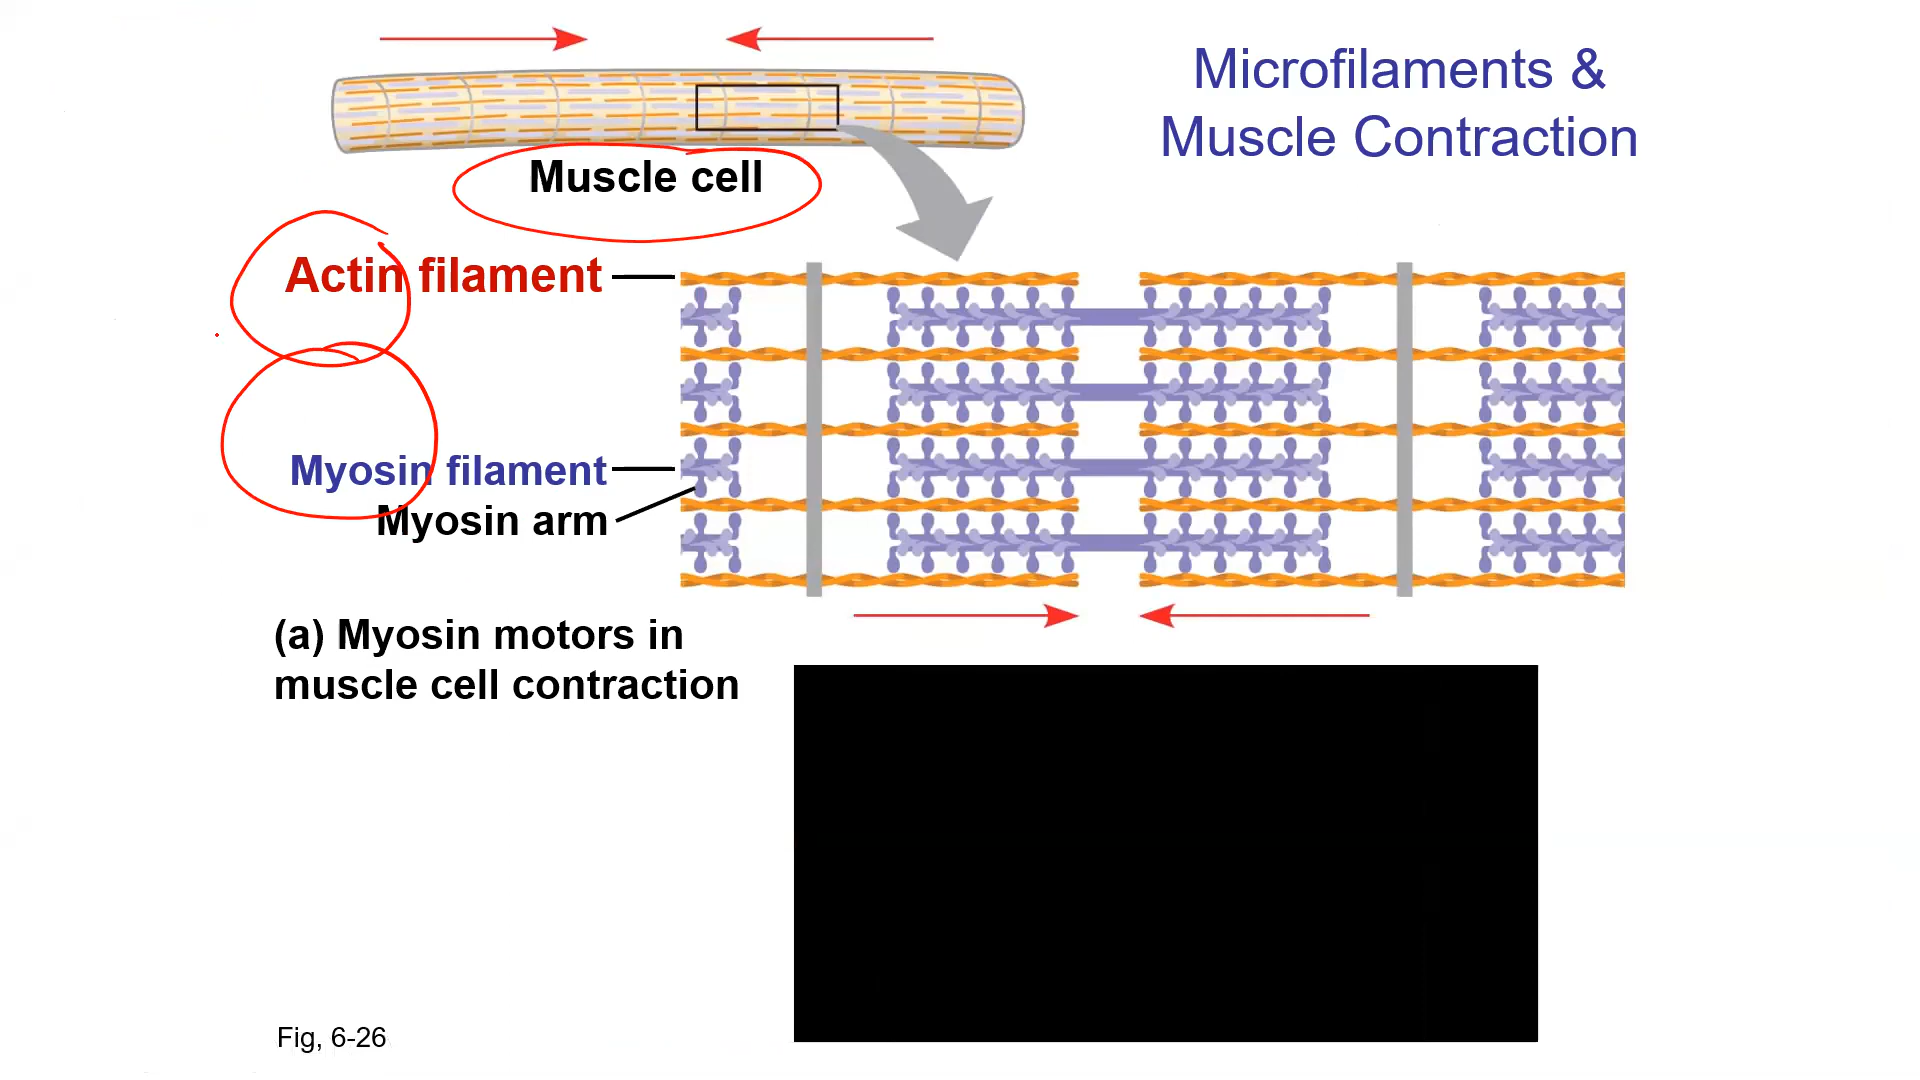 Microfilaments &
Muscle Contraction
Muscle cell
Actin filament
Myosin filament
Myosin arm
(a) Myosin motors in
muscle cell contraction
Fig, 6-26